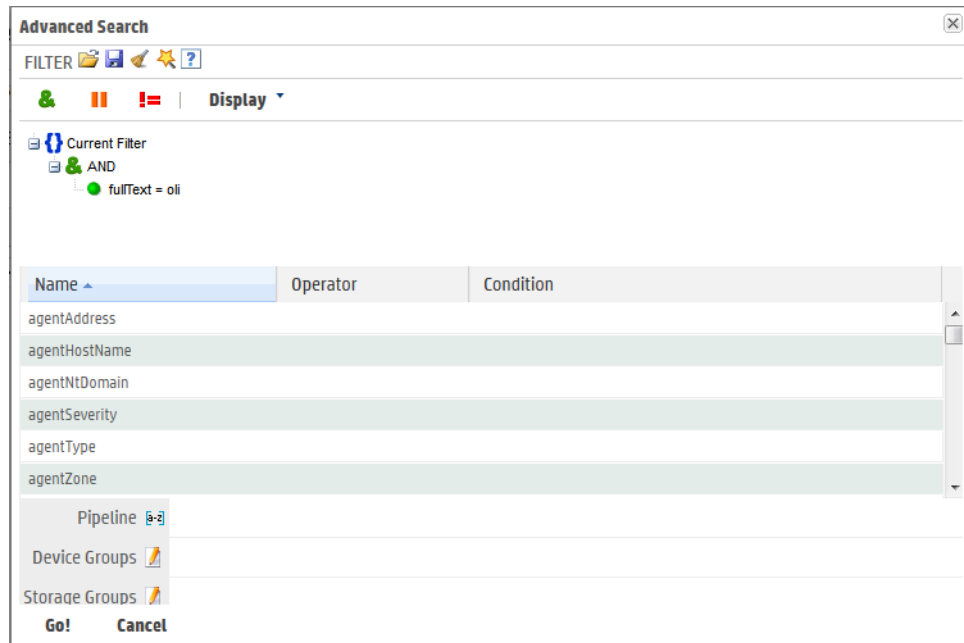 Advanced Search
FILTER ?
& != | Display
{} Current Filter
& AND
fullText = oli
Name Operator Condition
agentAddress
agentHostName
agentNtDomain
agentSeverity
agentType
agentZone
Pipeline [a-z]
Device Groups
Storage Groups
Go! Cancel